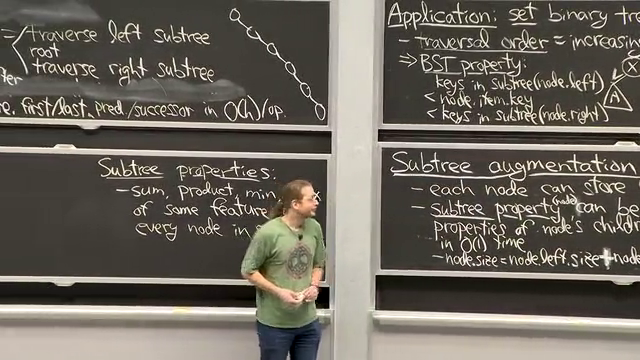 = traverse left subtree
root
traverse right subtree
first/last, pred/successor in O(h)/op.
Application: set binary
- traversal order = increasing
⇒ BST property:
keys in subtree(node.left)
< node.item.key
< keys in subtree(node.right)
X
A
Subtree properties:
- sum, product, min,
of some feature
every node in
Subtree augmentation
- each node can store
- subtree property(node) can be
properties of node's
in O(1) time
- node.size = node.left.size +